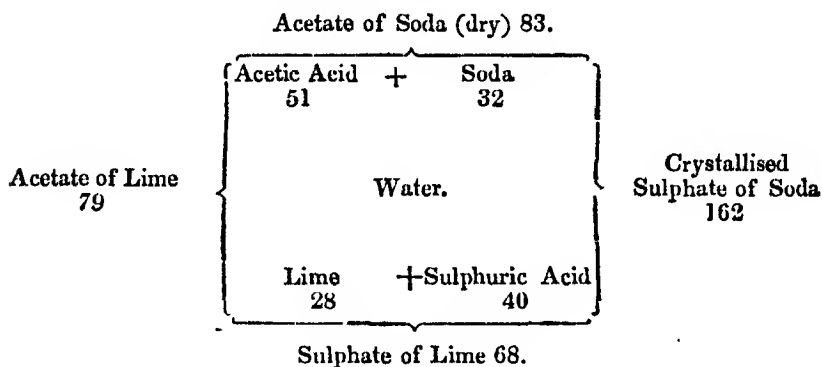 Acetate of Soda (dry) 83.
Acetic Acid + Soda
51 32
Acetate of Lime
79
Water.
Crystallised
Sulphate of Soda
162
Lime + Sulphuric Acid
28 40
Sulphate of Lime 68.